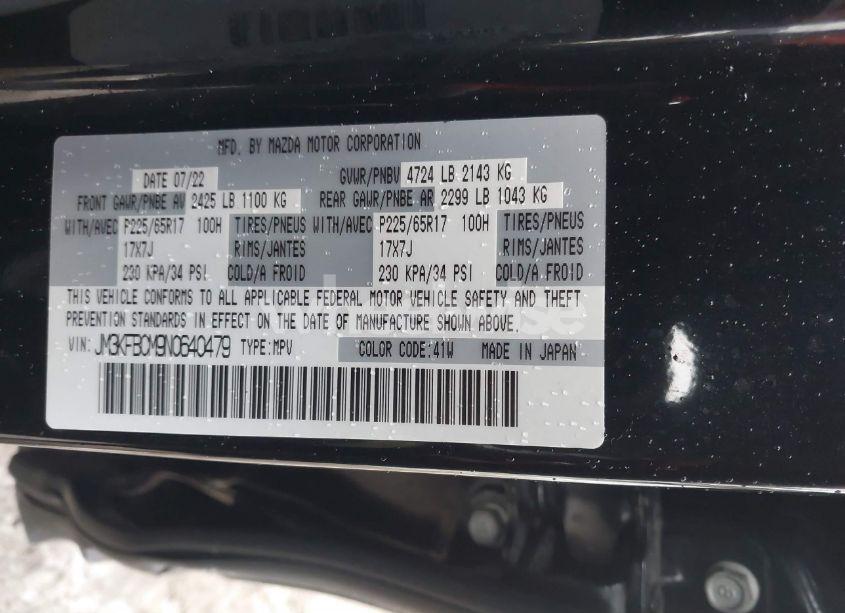 MFD. BY MAZDA MOTOR CORPORATION
DATE 07/22 GVWR/PNBV 4724 LB 2143 KG
FRONT GAWR/PNBE AV 2425 LB 1100 KG REAR GAWR/PNBE AR 2299 LB 1043 KG
WITH/AVEC P225/65R17 100H TIRES/PNEUS WITH/AVEC P225/65R17 100H TIRES/PNEUS
17X7J RIMS/JANTES 17X7J RIMS/JANTES
230 KPA/34 PSI COLD/A FROID 230 KPA/34 PSI COLD/A FROID
THIS VEHICLE CONFORMS TO ALL APPLICABLE FEDERAL MOTOR VEHICLE SAFETY AND THEFT
PREVENTION STANDARDS IN EFFECT ON THE DATE OF MANUFACTURE SHOWN ABOVE.
VIN: JM3KFBCM9N0640479 TYPE:MPV COLOR CODE:41W MADE IN JAPAN